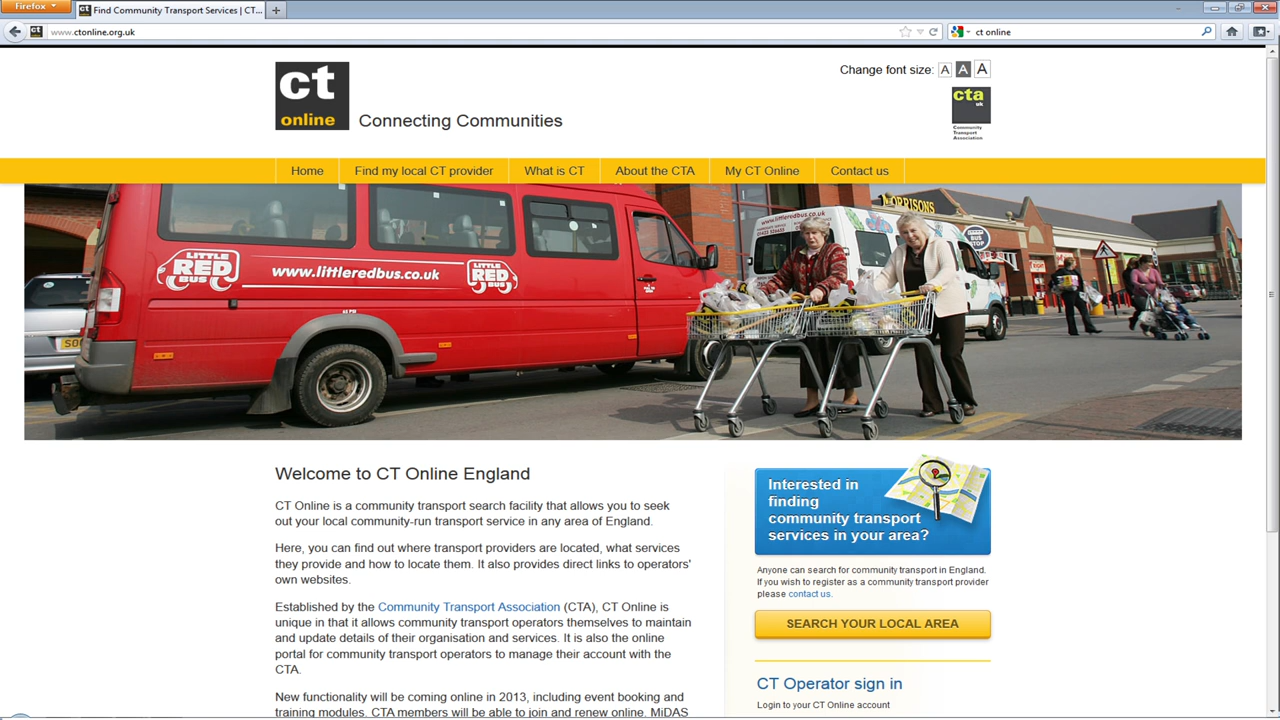 Firefox
Find Community Transport Services | CT...
www.ctonline.org.uk
ct online
ct
online
Connecting Communities
Change font size: A A A
cta
uk
Community
Transport
Association
Home
Find my local CT provider
What is CT
About the CTA
My CT Online
Contact us
LITTLE
RED
BUS
www.littleredbus.co.uk
LITTLE
RED
BUS
www.littleredbus.co.uk
MORRISONS
BUS
STOP
Welcome to CT Online England
CT Online is a community transport search facility that allows you to seek
out your local community-run transport service in any area of England.
Here, you can find out where transport providers are located, what services
they provide and how to locate them. It also provides direct links to operators'
own websites.
Established by the Community Transport Association (CTA), CT Online is
unique in that it allows community transport operators themselves to maintain
and update details of their organisation and services. It is also the online
portal for community transport operators to manage their account with the
CTA.
New functionality will be coming online in 2013, including event booking and
training modules. CTA members will be able to join and renew online. MiDAS
Interested in
finding
community transport
services in your area?
Anyone can search for community transport in England.
If you wish to register as a community transport provider
please contact us.
SEARCH YOUR LOCAL AREA
CT Operator sign in
Login to your CT Online account